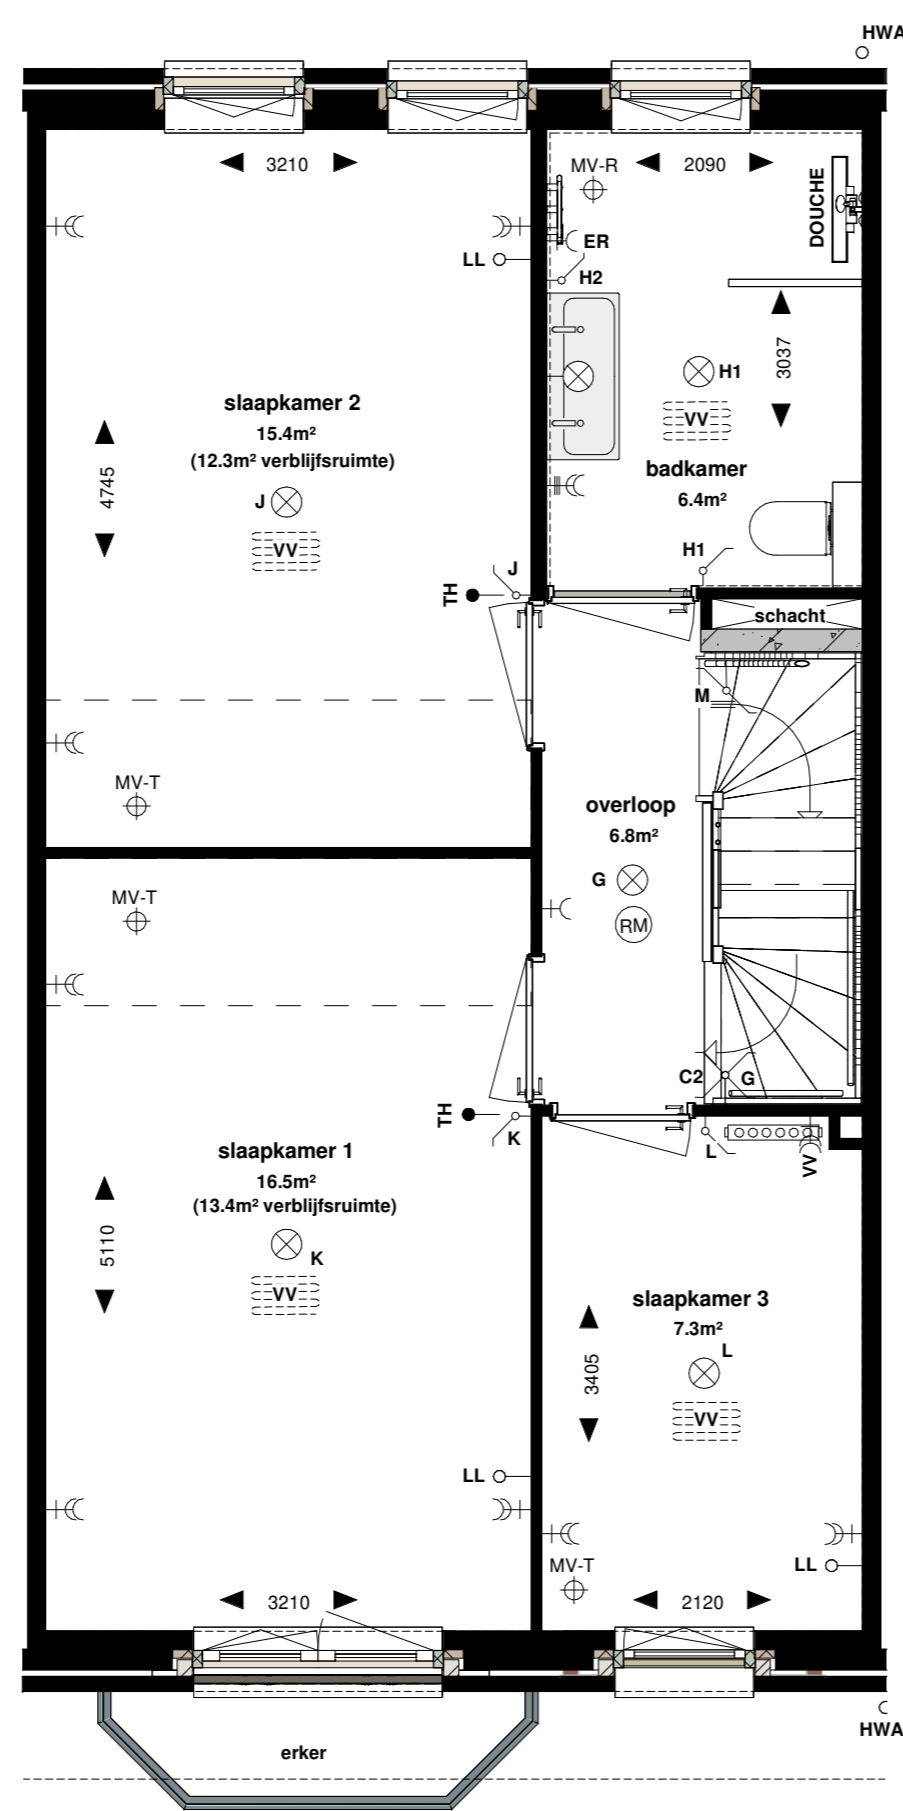 HWA
3210
2090
MV-R
DOUCHE
ER
LL
H2
3037
H1
VV
slaapkamer 2
15.4m²
(12.3m² verblijfsruimte)
4745
J
VV
badkamer
6.4m²
H1
J
TH
schacht
M
MV-T
overloop
6.8m²
G
RM
MV-T
C2
G
TH
K
L
VV
slaapkamer 1
16.5m²
(13.4m² verblijfsruimte)
5110
K
VV
slaapkamer 3
7.3m²
L
3405
VV
LL
MV-T
LL
3210
2120
HWA
erker